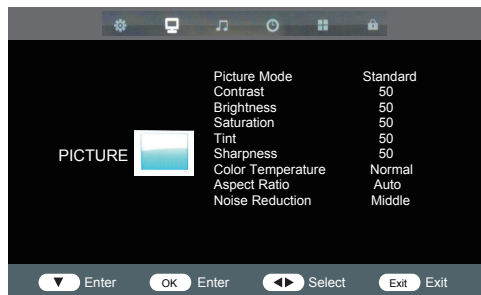 Picture Mode Standard
Contrast 50
Brightness 50
Saturation 50
Tint 50
PICTURE Sharpness 50
Color Temperature Normal
Aspect Ratio Auto
Noise Reduction Middle
▼ Enter OK Enter ◀▶ Select Exit Exit